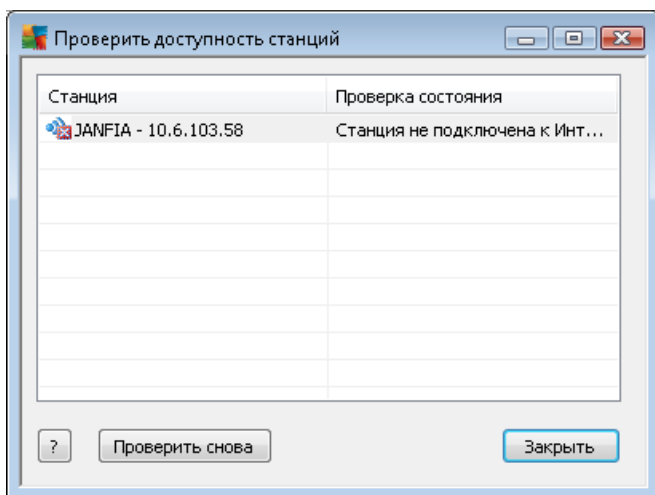 Проверить доступность станций
Станция Проверка состояния
JANFIA - 10.6.103.58 Станция не подключена к Инт...
? Проверить снова Закрыть